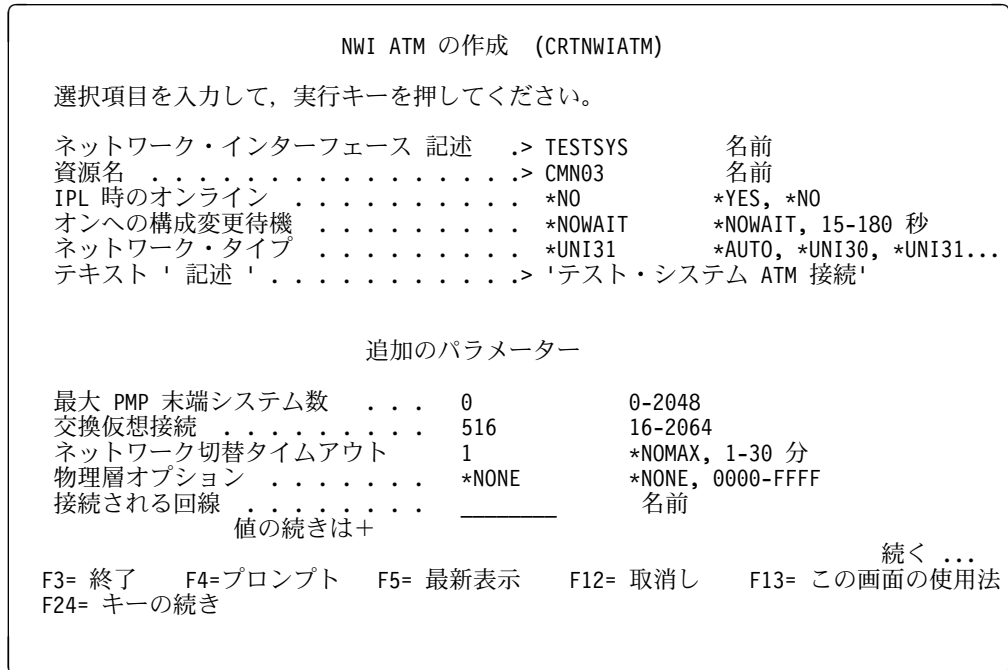 NWI ATM の作成 (CRTNWIATM)
選択項目を入力して, 実行キーを押してください。
ネットワーク・インターフェース 記述 .> TESTSYS 名前
資源名 . . . . . . . . . . . . . . . . .> CMN03 名前
IPL 時のオンライン . . . . . . . . . . *NO *YES, *NO
オンへの構成変更待機 . . . . . . . . . *NOWAIT *NOWAIT, 15-180 秒
ネットワーク・タイプ . . . . . . . . . *UNI31 *AUTO, *UNI30, *UNI31...
テキスト ' 記述 ' . . . . . . . . . . . .> 'テスト・システム ATM 接続'
追加のパラメーター
最大 PMP 末端システム数 . . . 0 0-2048
交換仮想接続 . . . . . . . . . 516 16-2064
ネットワーク切替タイムアウト 1 *NOMAX, 1-30 分
物理層オプション . . . . . . . *NONE *NONE, 0000-FFFF
接続される回線 . . . . . . . . ________ 名前
値の続きは+
続く ...
F3= 終了 F4=プロンプト F5= 最新表示 F12= 取消し F13= この画面の使用法
F24= キーの続き